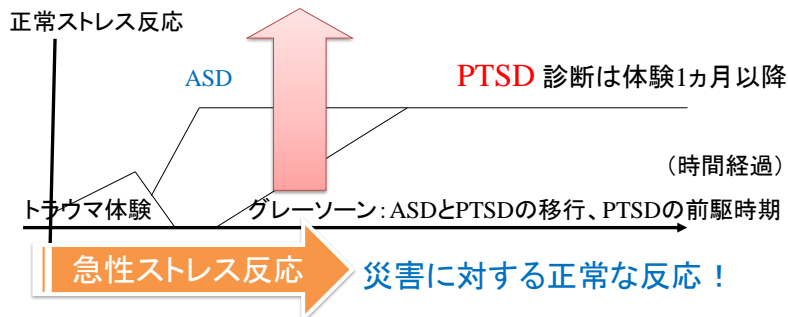 正常ストレス反応
ASD
PTSD 診断は体験1ヵ月以降
(時間経過)
トラウマ体験
グレーゾーン：ASDとPTSDの移行、PTSDの前駆時期
急性ストレス反応
災害に対する正常な反応！